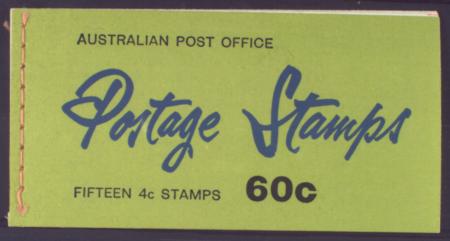 AUSTRALIAN POST OFFICE
Postage Stamps
FIFTEEN 4c STAMPS 60c